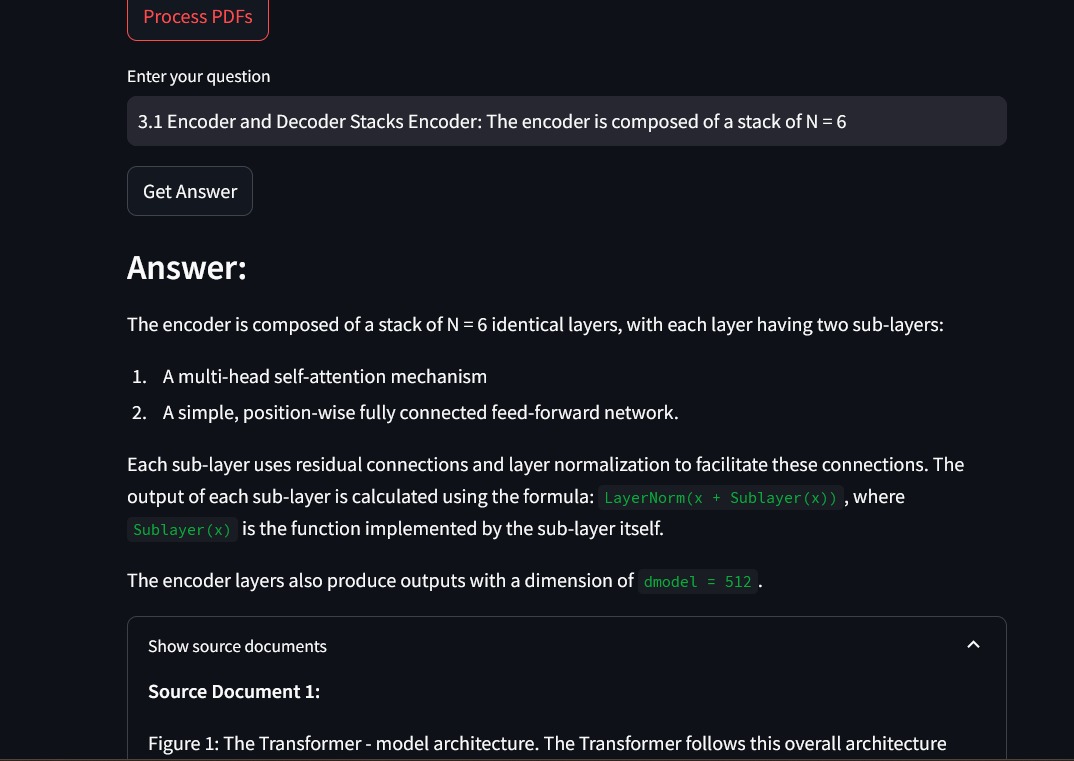 Process PDFs
Enter your question
3.1 Encoder and Decoder Stacks Encoder: The encoder is composed of a stack of N = 6
Get Answer
Answer:
The encoder is composed of a stack of N = 6 identical layers, with each layer having two sub-layers:
1. A multi-head self-attention mechanism
2. A simple, position-wise fully connected feed-forward network.
Each sub-layer uses residual connections and layer normalization to facilitate these connections. The
output of each sub-layer is calculated using the formula: LayerNorm(x + Sublayer(x)) , where
Sublayer(x) is the function implemented by the sub-layer itself.
The encoder layers also produce outputs with a dimension of dmodel = 512 .
Show source documents
Source Document 1:
Figure 1: The Transformer - model architecture. The Transformer follows this overall architecture